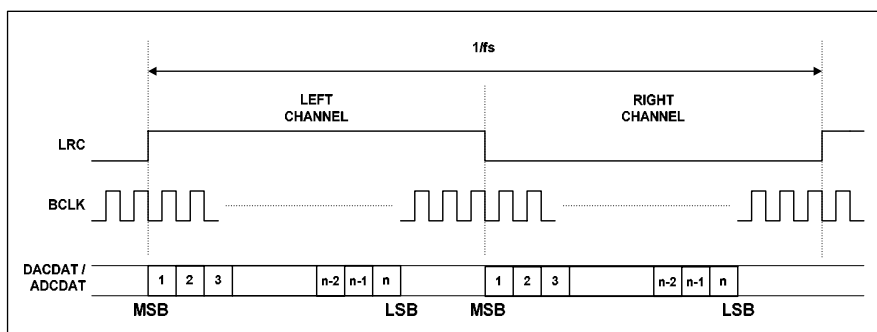 1/fs
LEFT
CHANNEL
RIGHT
CHANNEL
LRC
BCLK
DACDAT /
ADCDAT
1 2 3 n-2 n-1 n 1 2 3 n-2 n-1 n
MSB LSB MSB LSB